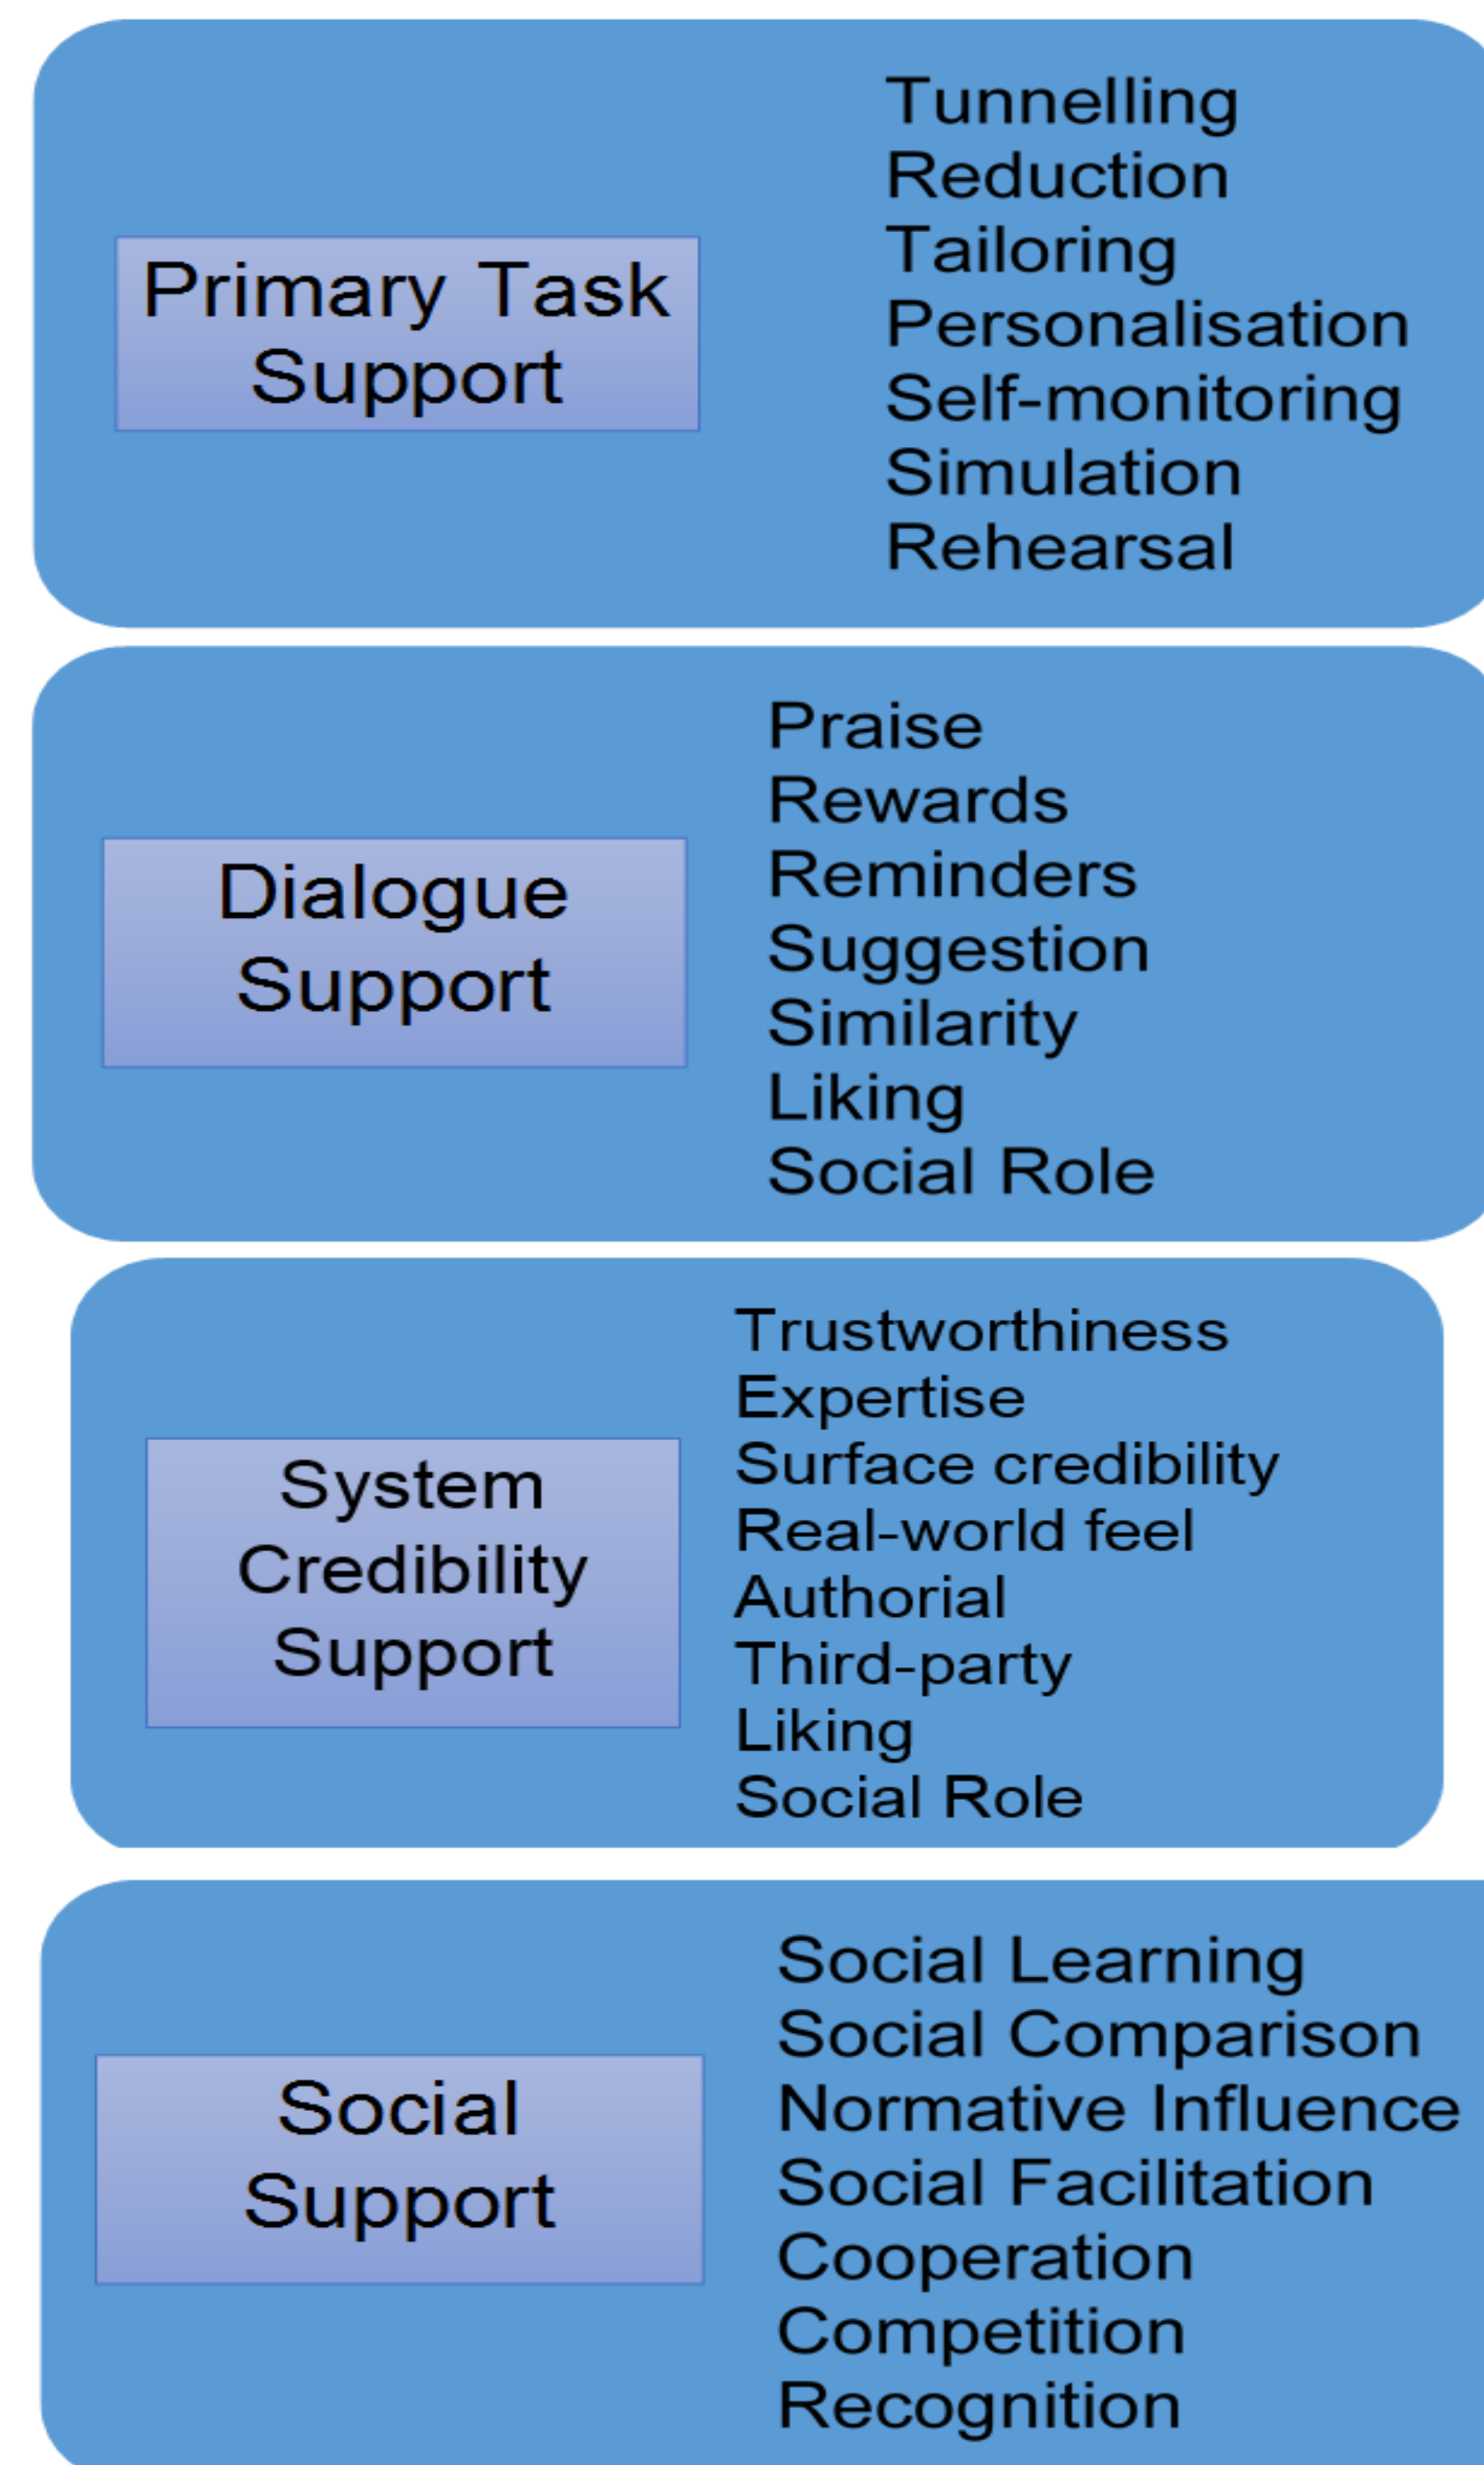 Primary Task
Support
Tunnelling
Reduction
Tailoring
Personalisation
Self-monitoring
Simulation
Rehearsal
Dialogue
Support
Praise
Rewards
Reminders
Suggestion
Similarity
Liking
Social Role
System
Credibility
Support
Trustworthiness
Expertise
Surface credibility
Real-world feel
Authorial
Third-party
Liking
Social Role
Social
Support
Social Learning
Social Comparison
Normative Influence
Social Facilitation
Cooperation
Competition
Recognition